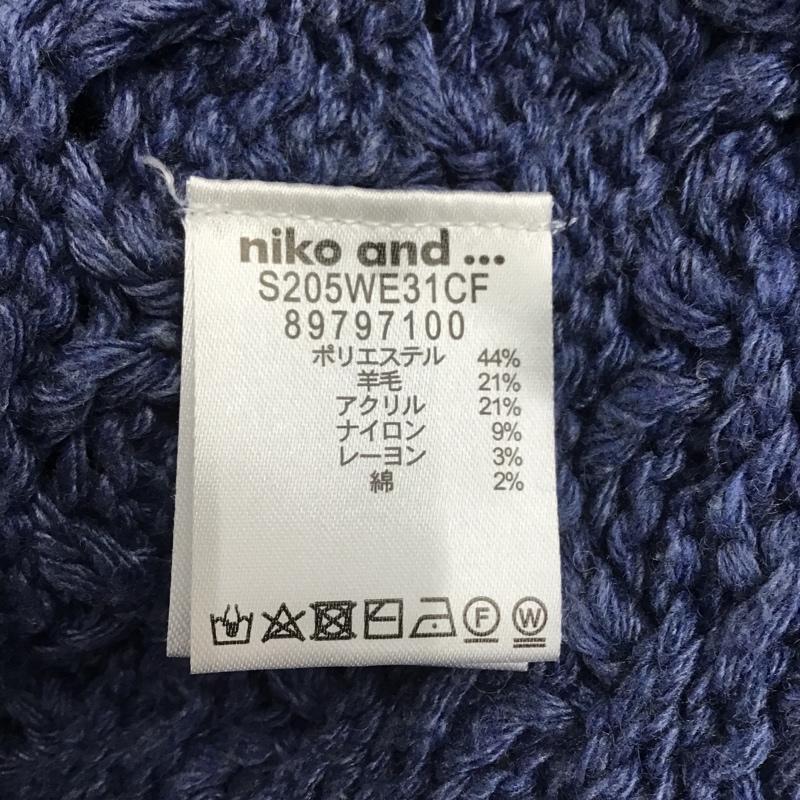 niko and ...
S205WE31CF
89797100
ポリエステル 44%
羊毛 21%
アクリル 21%
ナイロン 9%
レーヨン 3%
綿 2%
F W